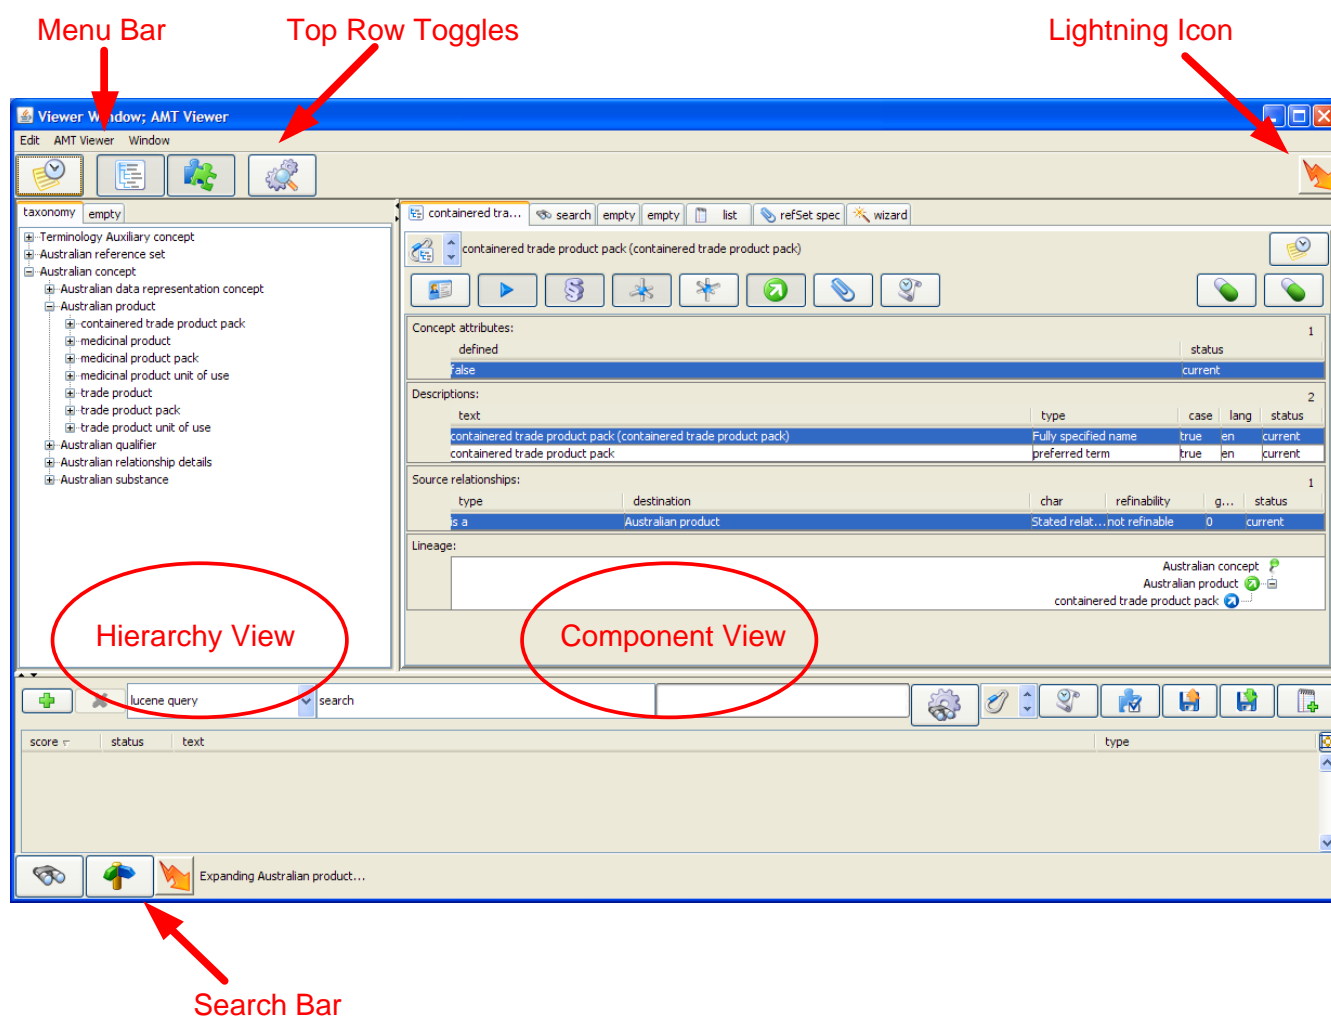 Menu Bar
Top Row Toggles
Lightning Icon
Viewer Window; AMT Viewer
Edit AMT Viewer Window
taxonomy empty
Terminology Auxiliary concept
Australian reference set
Australian concept
Australian data representation concept
Australian product
containered trade product pack
medicinal product
medicinal product pack
medicinal product unit of use
trade product
trade product pack
trade product unit of use
Australian qualifier
Australian relationship details
Australian substance
Hierarchy View
containered tra... search empty empty list refSet spec wizard
containered trade product pack (containered trade product pack)
Concept attributes: 1
defined status
false current
Descriptions: 2
text type case lang status
containered trade product pack (containered trade product pack) Fully specified name true en current
containered trade product pack preferred term true en current
Source relationships: 1
type destination char refinability g... status
is a Australian product Stated relat... not refinable 0 current
Lineage:
Australian concept
Australian product
containered trade product pack
Component View
lucene query search
score status text type
Expanding Australian product...
Search Bar